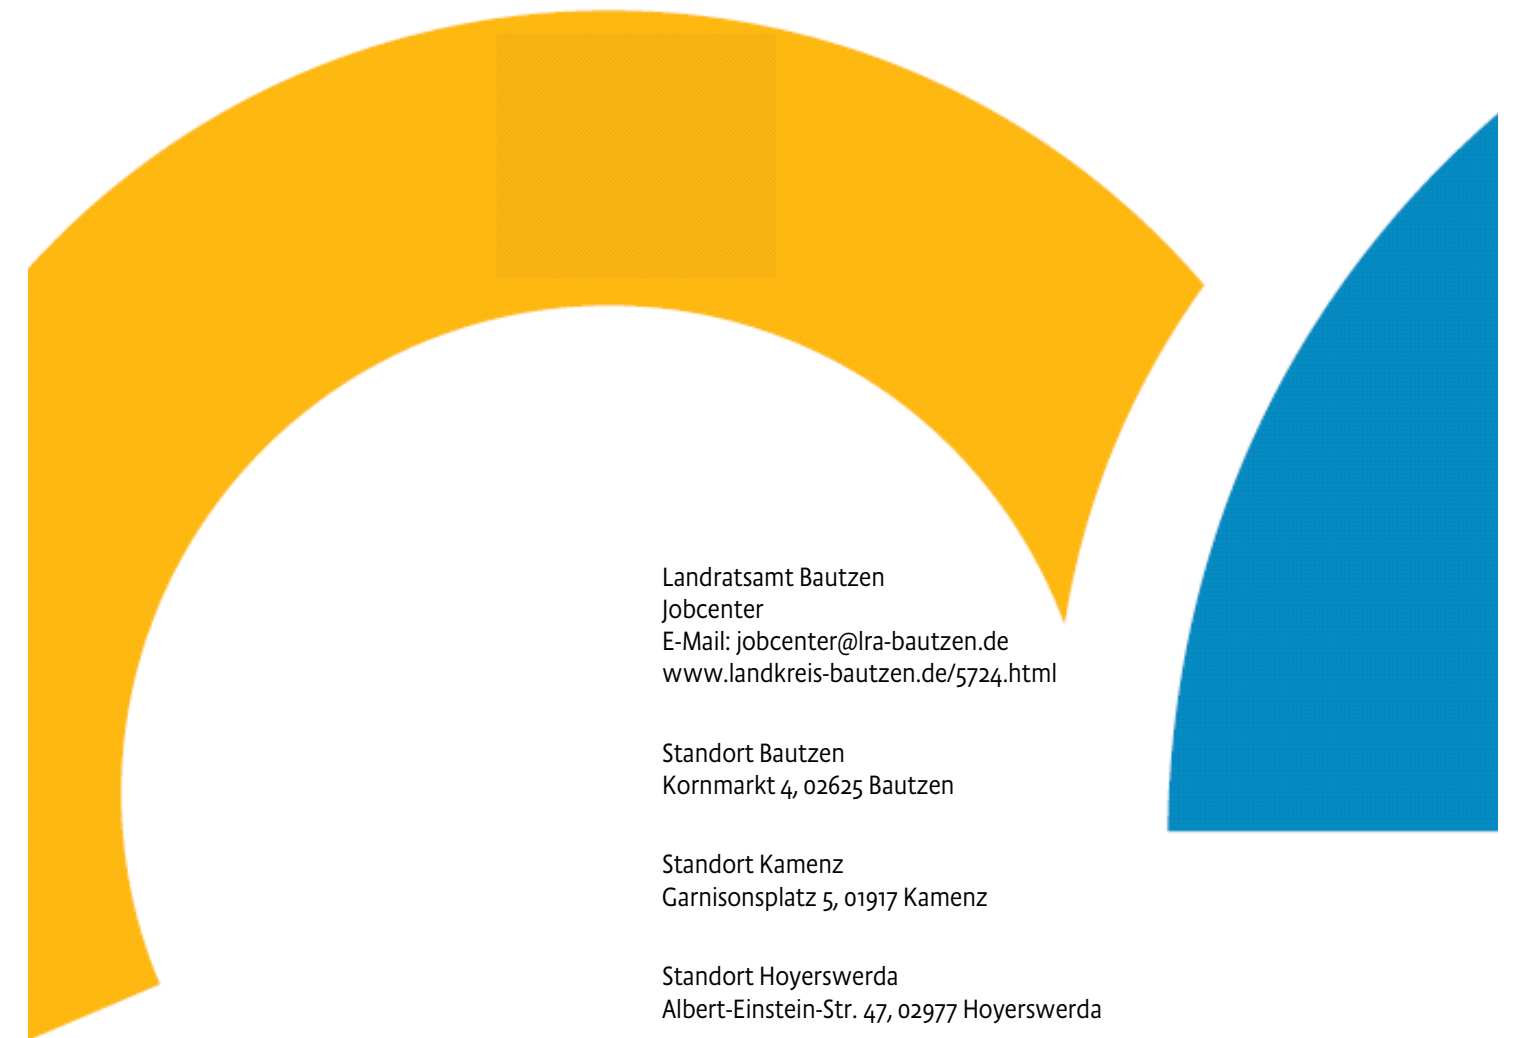 Landratsamt Bautzen
Jobcenter
E-Mail: jobcenter@lra-bautzen.de
www.landkreis-bautzen.de/5724.html
Standort Bautzen
Kornmarkt 4, 02625 Bautzen
Standort Kamenz
Garnisonsplatz 5, 01917 Kamenz
Standort Hoyerswerda
Albert-Einstein-Str. 47, 02977 Hoyerswerda